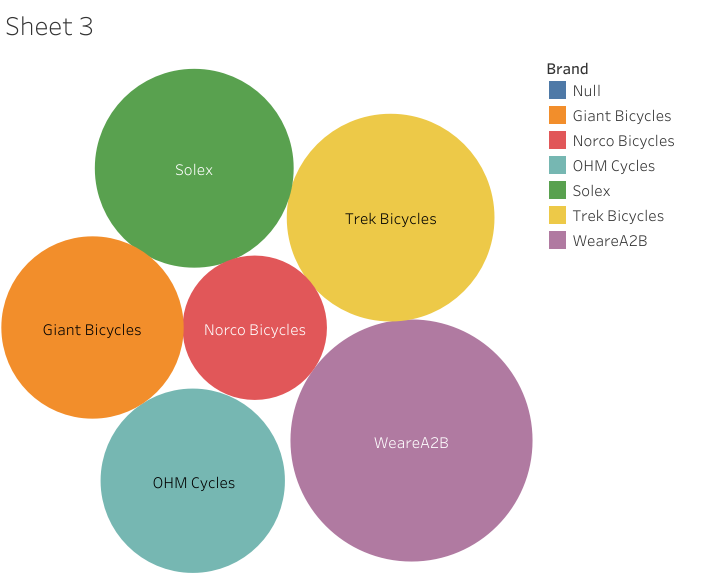 Sheet 3
Brand
Null
Giant Bicycles
Norco Bicycles
OHM Cycles
Solex
Trek Bicycles
WeareA2B
Solex
Trek Bicycles
Giant Bicycles
Norco Bicycles
WeareA2B
OHM Cycles